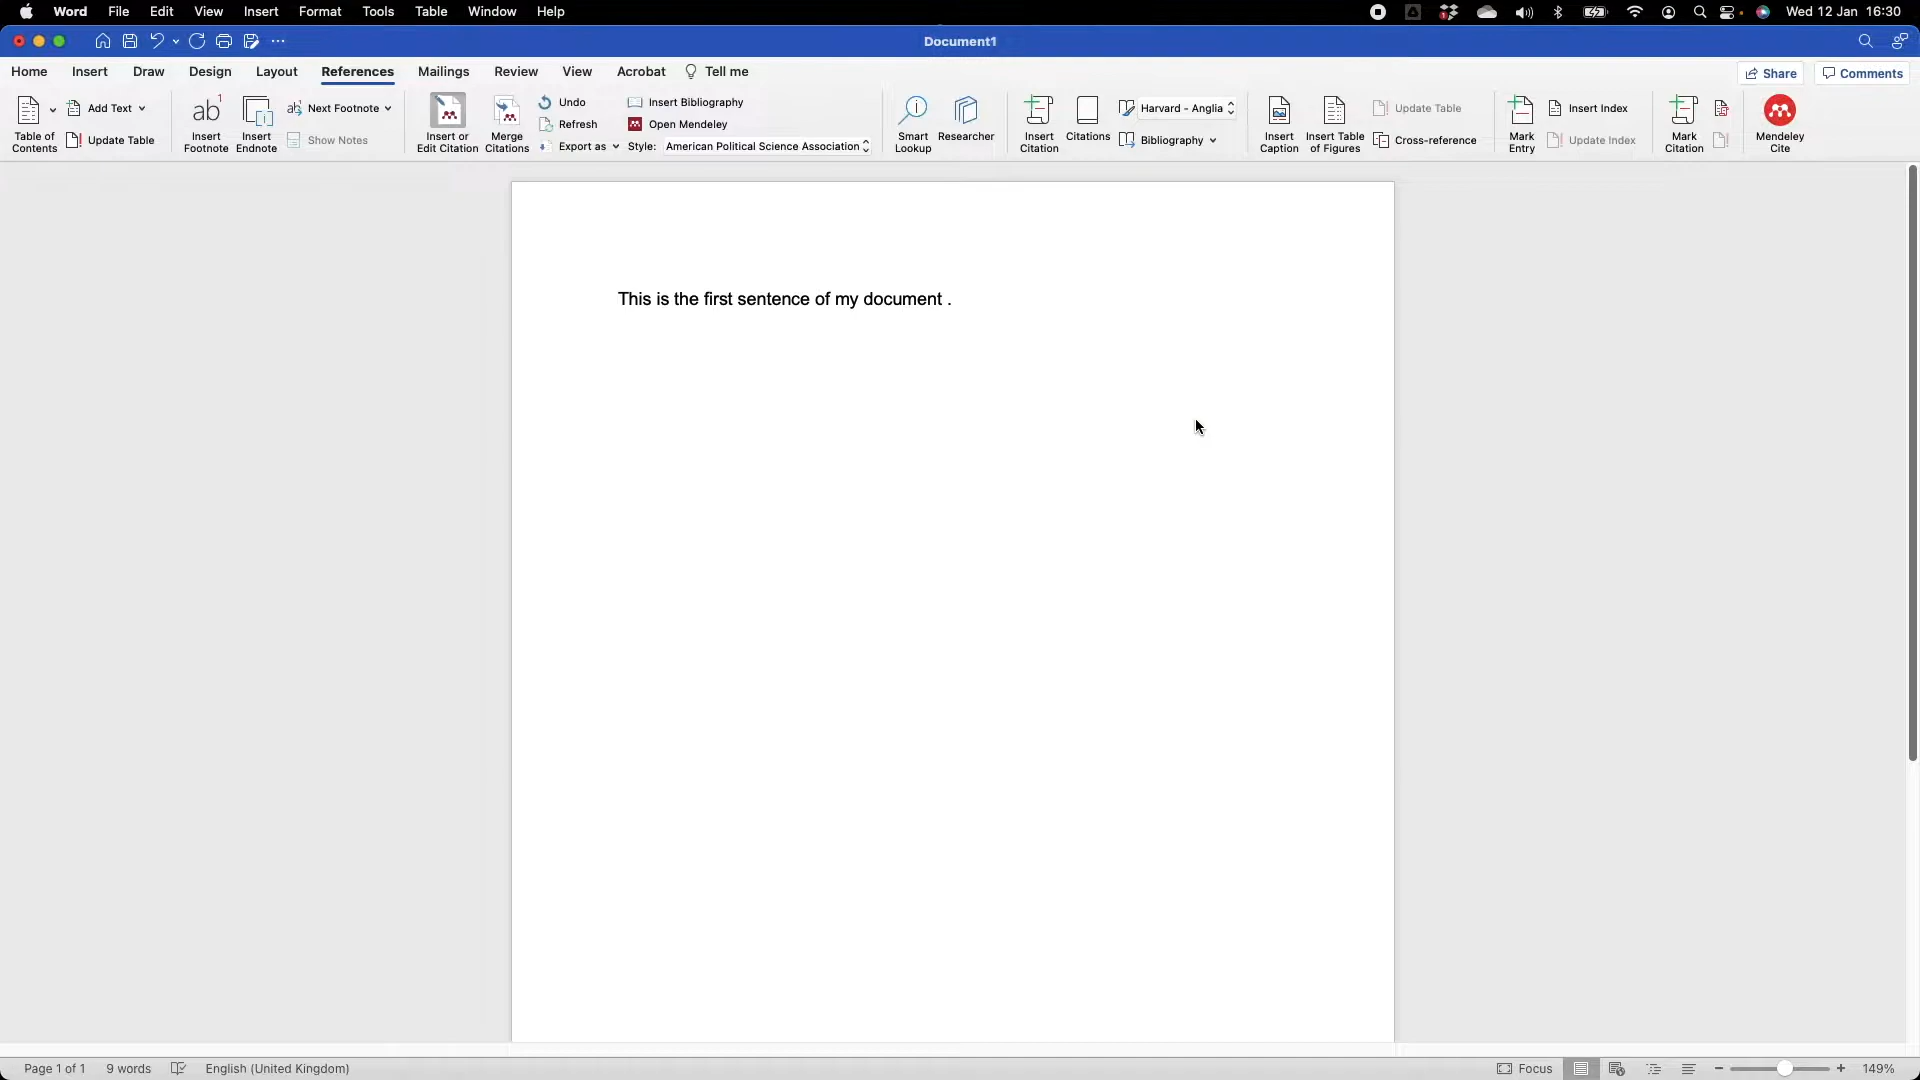 Word File Edit View Insert Format Tools Table Window Help Wed 12 Jan 16:30
Document1
Home Insert Draw Design Layout References Mailings Review View Acrobat Tell me Share Comments
Table of Contents
Add Text
Update Table
ab 1
Insert Footnote
Insert Endnote
ab Next Footnote
Show Notes
Insert or Edit Citation
Merge Citations
Undo
Refresh
Export as
Insert Bibliography
Open Mendeley
Style: American Political Science Association
Smart Lookup
Researcher
Insert Citation
Citations
Harvard - Anglia
Bibliography
Insert Caption
Insert Table of Figures
Update Table
Cross-reference
Mark Entry
Insert Index
Update Index
Mark Citation
Mendeley Cite
This is the first sentence of my document .
Page 1 of 1 9 words English (United Kingdom) Focus 149%